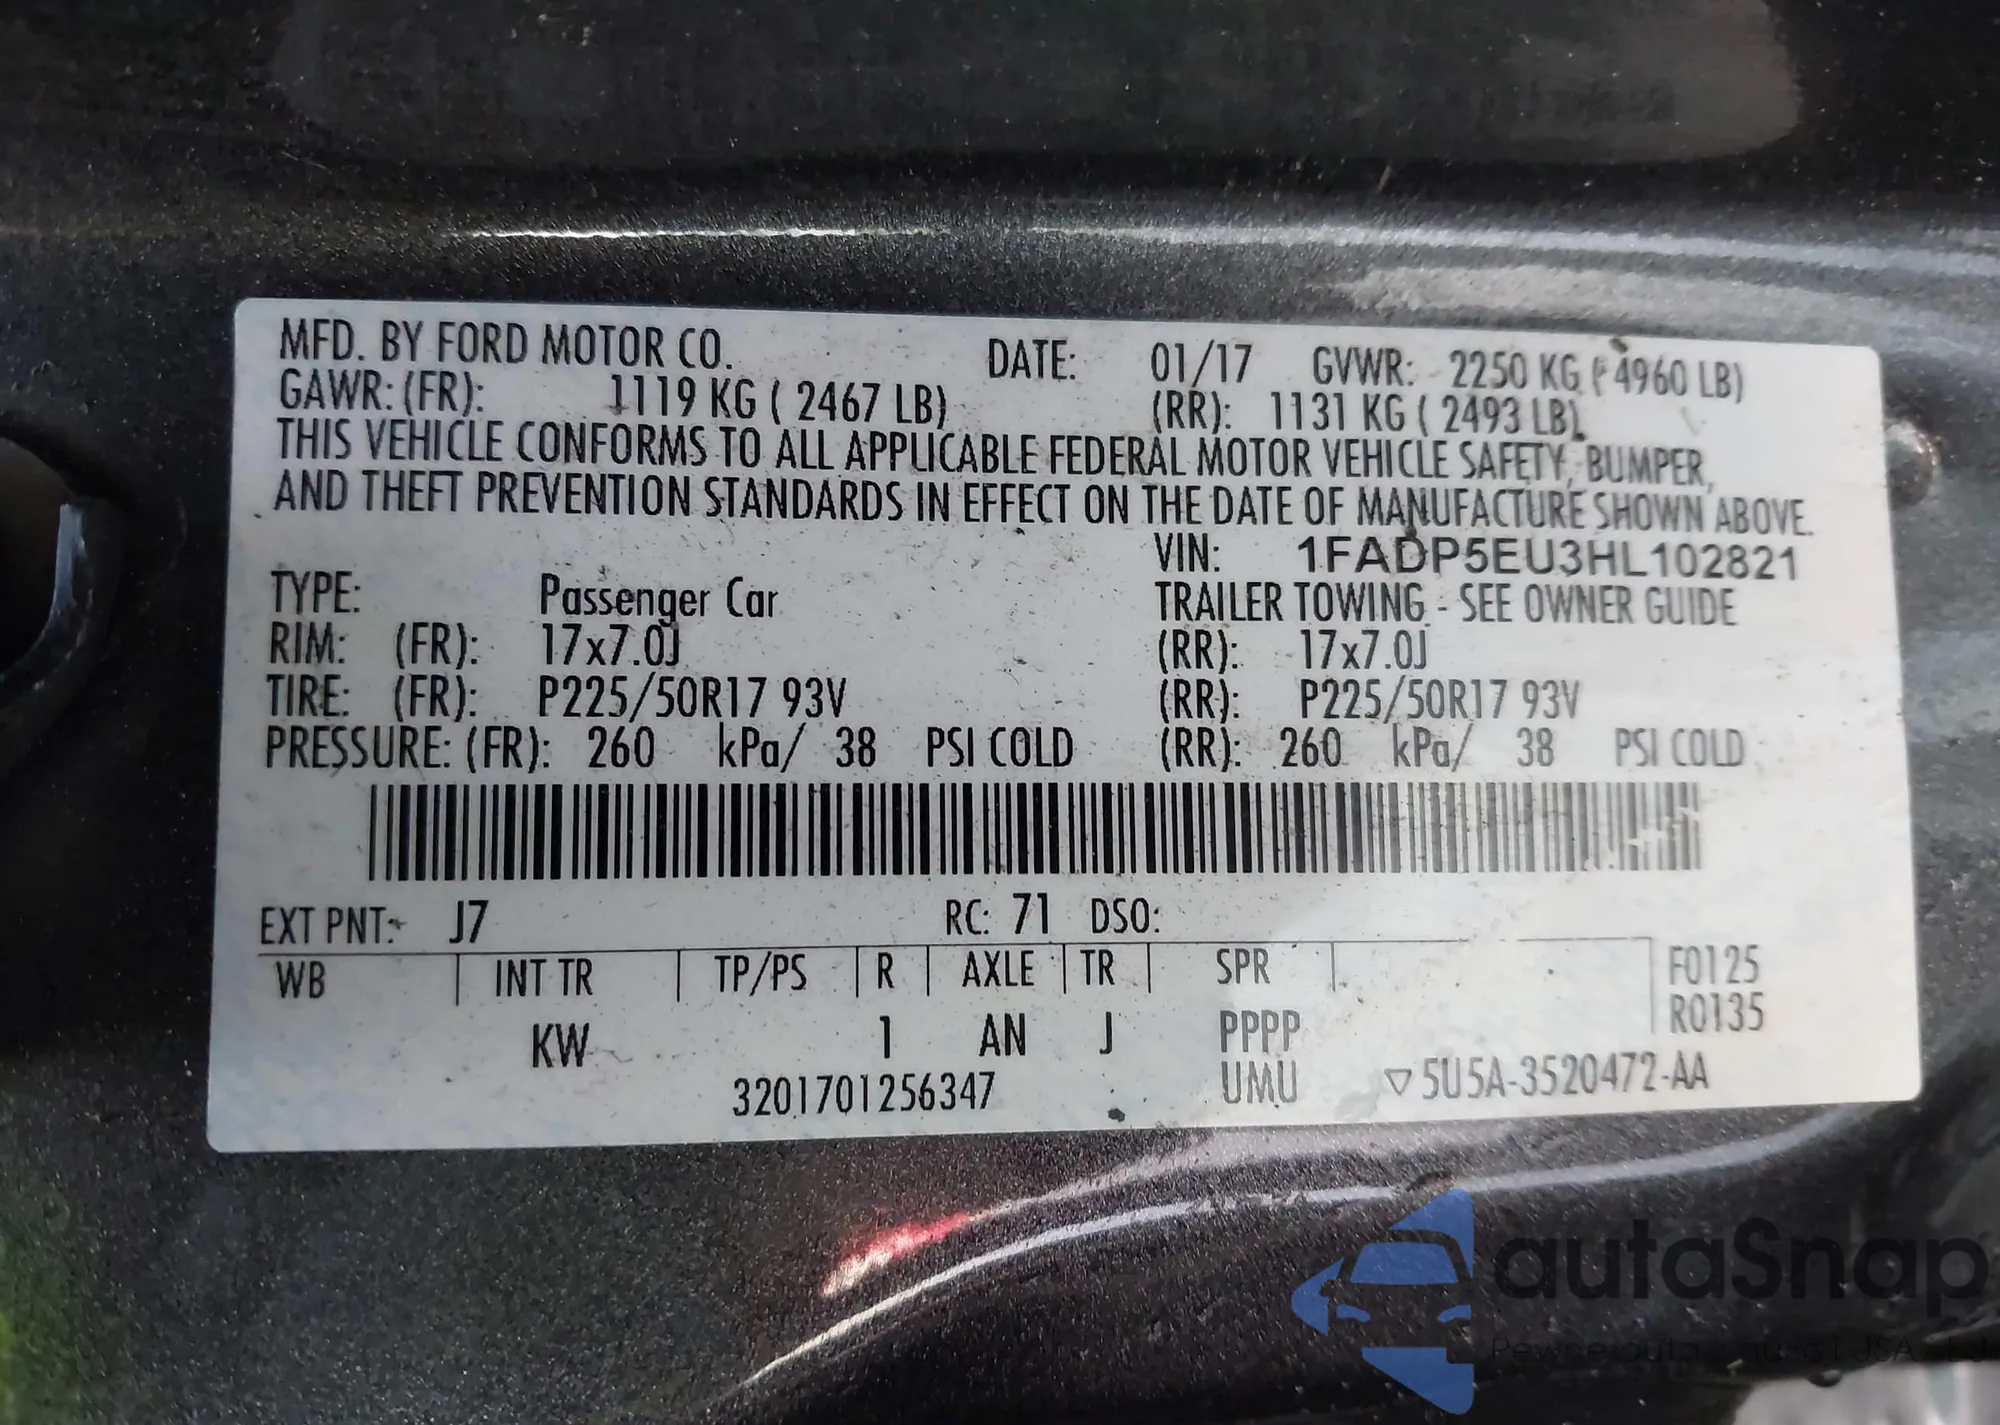 MFD. BY FORD MOTOR CO. DATE: 01/17 GVWR: 2250 KG ( 4960 LB)
GAWR: (FR): 1119 KG ( 2467 LB) (RR): 1131 KG ( 2493 LB)
THIS VEHICLE CONFORMS TO ALL APPLICABLE FEDERAL MOTOR VEHICLE SAFETY, BUMPER,
AND THEFT PREVENTION STANDARDS IN EFFECT ON THE DATE OF MANUFACTURE SHOWN ABOVE.
VIN: 1FADP5EU3HL102821
TYPE: Passenger Car TRAILER TOWING - SEE OWNER GUIDE
RIM: (FR): 17x7.0J (RR): 17x7.0J
TIRE: (FR): P225/50R17 93V (RR): P225/50R17 93V
PRESSURE: (FR): 260 kPa/ 38 PSI COLD (RR): 260 kPa/ 38 PSI COLD
EXT PNT: J7 RC: 71 DSO:
WB INT TR TP/PS R AXLE TR SPR F0125
R0135
KW 1 AN J PPPP
3201701256347 UMU ▽5U5A-3520472-AA
autaSnap